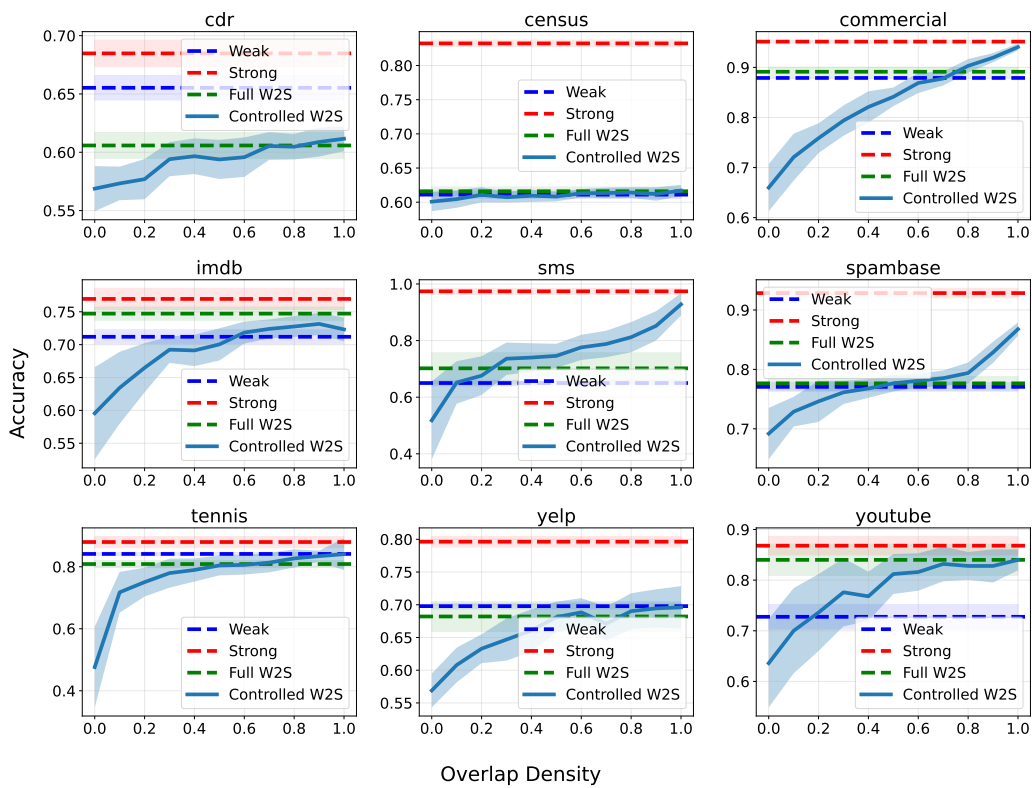 cdr
0.70
0.65
0.60
0.55
0.0 0.2 0.4 0.6 0.8 1.0
Weak
Strong
Full W2S
Controlled W2S
census
0.80
0.75
0.70
0.65
0.60
0.0 0.2 0.4 0.6 0.8 1.0
Weak
Strong
Full W2S
Controlled W2S
commercial
0.9
0.8
0.7
0.6
0.0 0.2 0.4 0.6 0.8 1.0
Weak
Strong
Full W2S
Controlled W2S
Accuracy
imdb
0.75
0.70
0.65
0.60
0.55
0.0 0.2 0.4 0.6 0.8 1.0
Weak
Strong
Full W2S
Controlled W2S
sms
1.0
0.8
0.6
0.4
0.0 0.2 0.4 0.6 0.8 1.0
Weak
Strong
Full W2S
Controlled W2S
spambase
0.9
0.8
0.7
0.0 0.2 0.4 0.6 0.8 1.0
Weak
Strong
Full W2S
Controlled W2S
tennis
0.8
0.6
0.4
0.0 0.2 0.4 0.6 0.8 1.0
Weak
Strong
Full W2S
Controlled W2S
yelp
0.80
0.75
0.70
0.65
0.60
0.55
0.0 0.2 0.4 0.6 0.8 1.0
Weak
Strong
Full W2S
Controlled W2S
youtube
0.9
0.8
0.7
0.6
0.0 0.2 0.4 0.6 0.8 1.0
Weak
Strong
Full W2S
Controlled W2S
Overlap Density